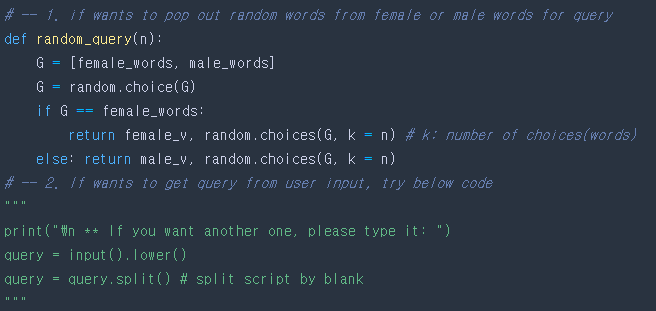 # -- 1. if wants to pop out random words from female or male words for query
def random_query(n):
    G = [female_words, male_words]
    G = random.choice(G)
    if G == female_words:
        return female_v, random.choices(G, k = n) # k: number of choices(words)
    else: return male_v, random.choices(G, k = n)
# -- 2. If wants to get query from user input, try below code
"""
print("₩n ** If you want another one, please type it: ")
query = input().lower()
query = query.split() # split script by blank
"""